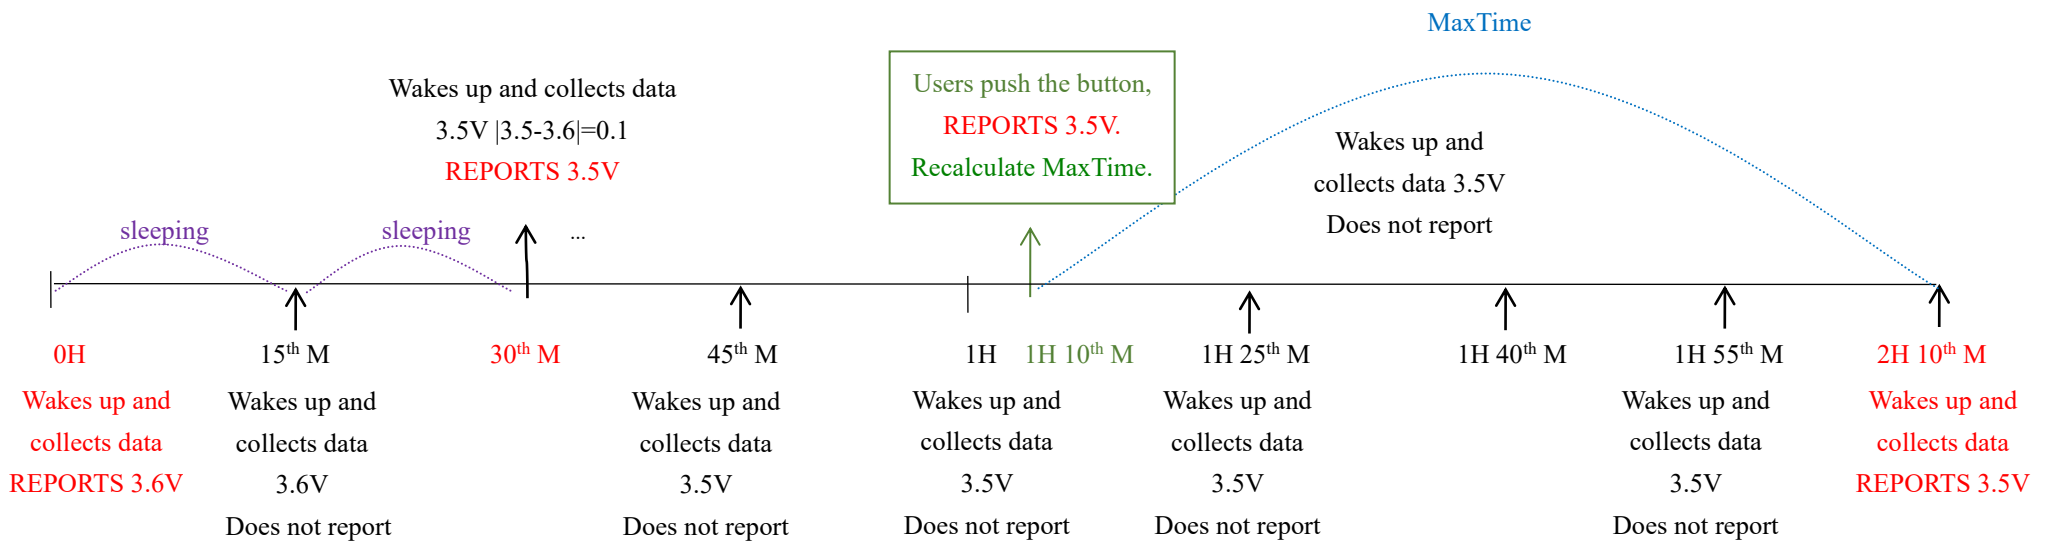 MaxTime
Wakes up and collects data
3.5V |3.5-3.6|=0.1
REPORTS 3.5V
Users push the button,
REPORTS 3.5V.
Recalculate MaxTime.
Wakes up and
collects data 3.5V
Does not report
sleeping
sleeping
...
0H
15th M
30th M
45th M
1H
1H 10th M
1H 25th M
1H 40th M
1H 55th M
2H 10th M
Wakes up and
collects data
REPORTS 3.6V
Wakes up and
collects data
3.6V
Does not report
Wakes up and
collects data
3.5V
Does not report
Wakes up and
collects data
3.5V
Does not report
Wakes up and
collects data
3.5V
Does not report
Wakes up and
collects data
3.5V
Does not report
Wakes up and
collects data
REPORTS 3.5V